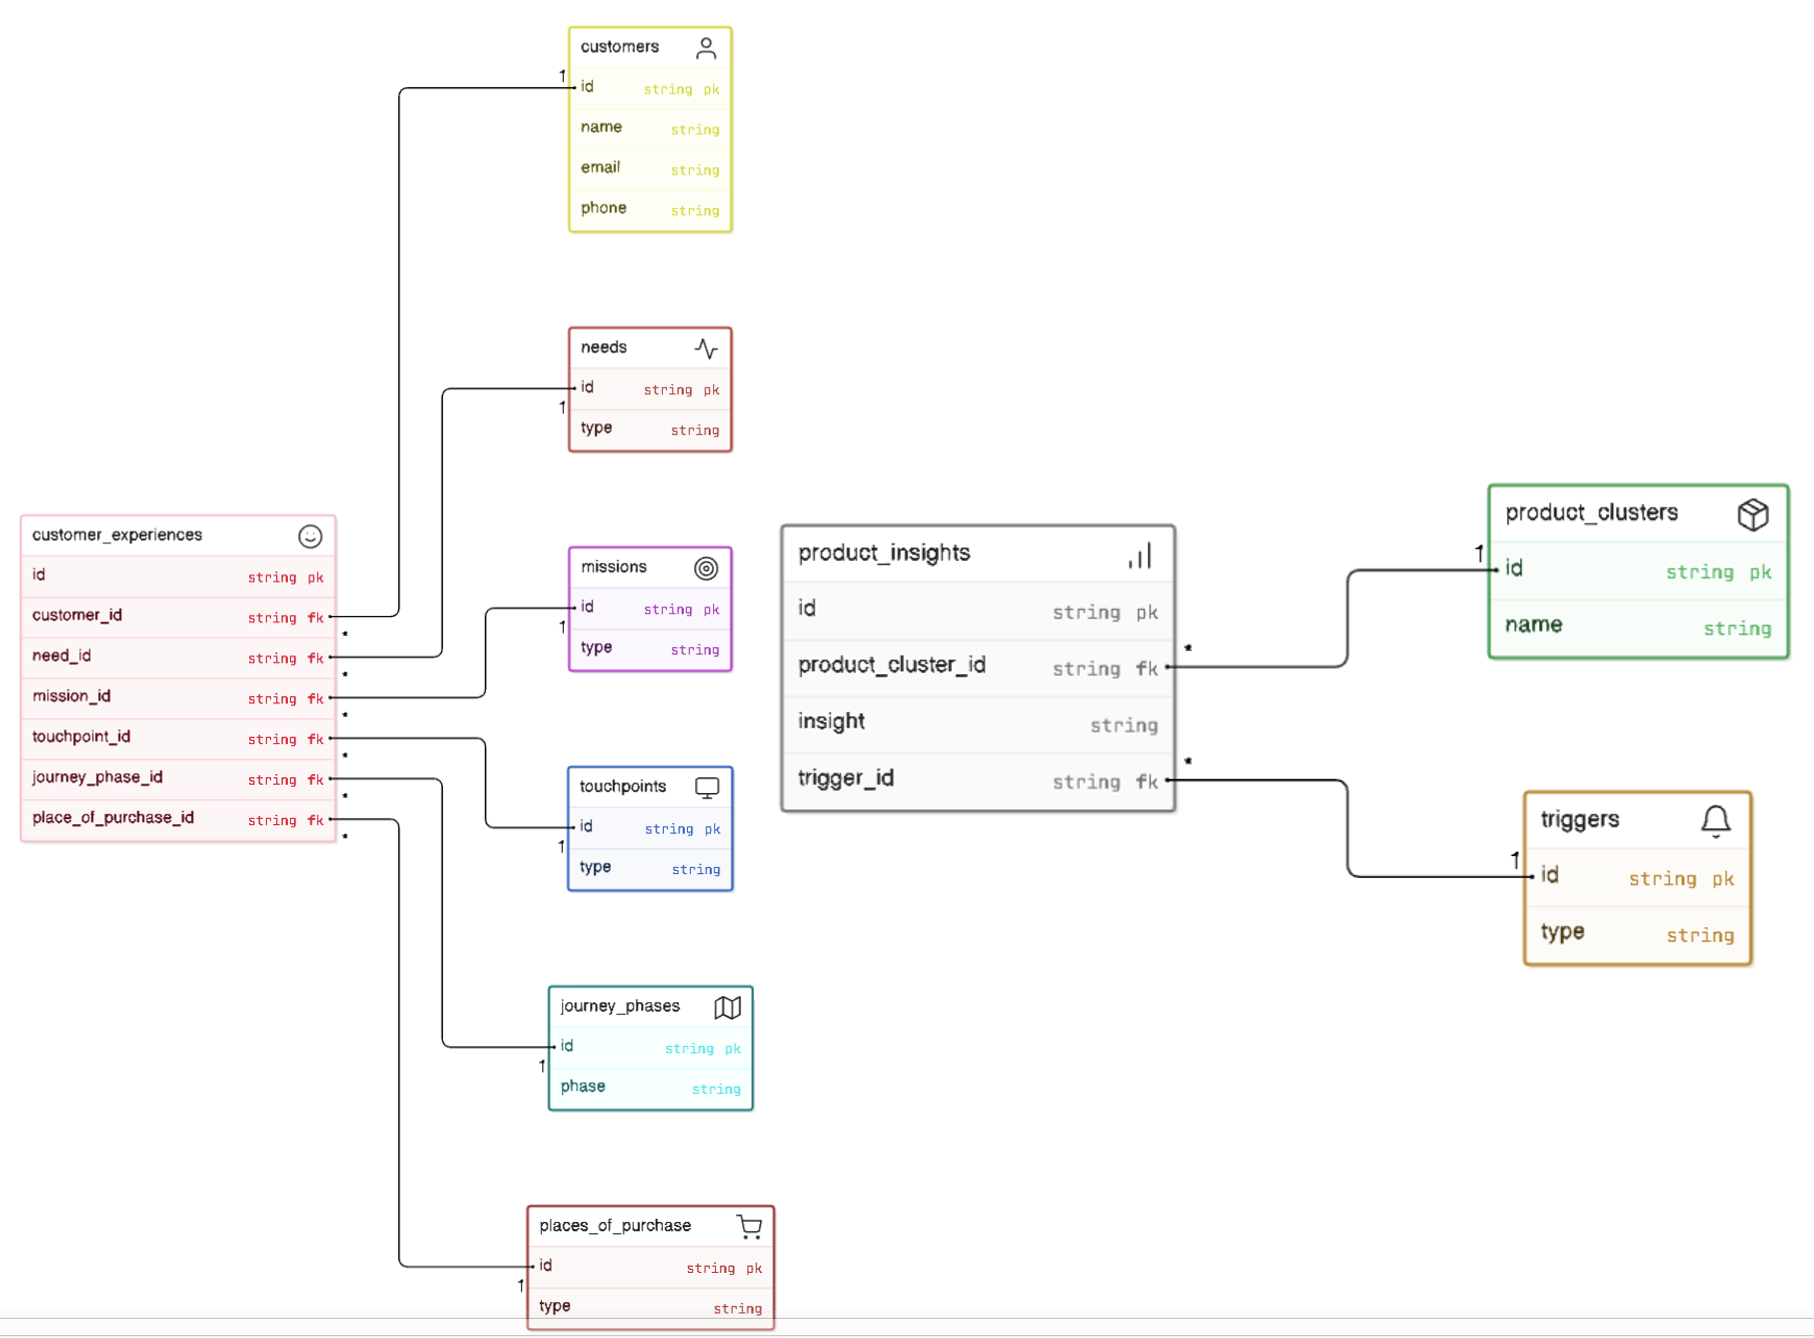 customers
1
id string pk
name string
email string
phone string
needs
id string pk
1
type string
customer_experiences
id string pk
customer_id string fk
*
need_id string fk
*
mission_id string fk
*
touchpoint_id string fk
*
journey_phase_id string fk
*
place_of_purchase_id string fk
*
missions
id string pk
1
type string
touchpoints
id string pk
1
type string
journey_phases
id string pk
1
phase string
places_of_purchase
id string pk
1
type string
product_insights
id string pk
*
product_cluster_id string fk
insight string
*
trigger_id string fk
product_clusters
1
id string pk
name string
triggers
1
id string pk
type string